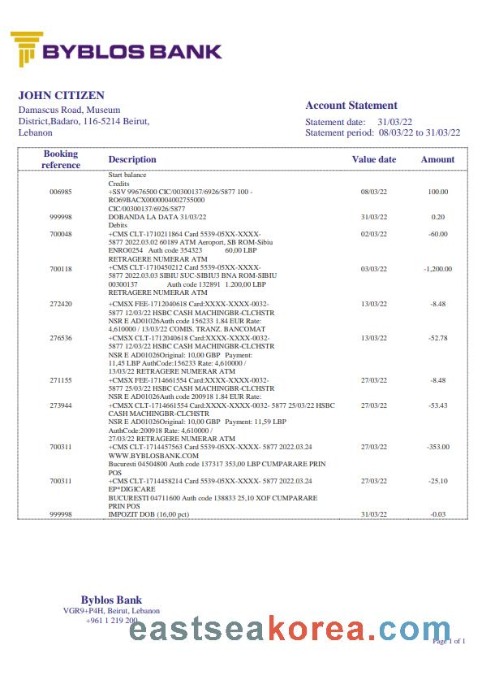 BYBLOS BANK
JOHN CITIZEN
Damascus Road, Museum
District,Badaro, 116-5214 Beirut,
Lebanon
Account Statement
Statement date: 31/03/22
Statement period: 08/03/22 to 31/03/22
Booking reference Description Value date Amount
Start balance
Credits
006985 +SSV 99676500 CIC/00300137/6926/5877 100 - 08/03/22 100.00
RO69BACX0000004002755000
CIC/00300137/6926/5877
999998 DOBANDA LA DATA 31/03/22 31/03/22 0.20
Debits
700048 +CMS CLT-1710211864 Card 5539-05XX-XXXX- 02/03/22 -60.00
5877 2022.03.02 60189 ATM Aeroport, SB ROM-Sibiu
ENRO0254 Auth code 354323 60,00 LBP
RETRAGERE NUMERAR ATM
700118 +CMS CLT-1710450212 Card 5539-05XX-XXXX- 03/03/22 -1,200.00
5877 2022.03.03 SIBIU SUC-SIBIU3 BNA ROM-SIBIU
00300137 Auth code 132891 1.200,00 LBP
RETRAGERE NUMERAR ATM
272420 +CMSX FEE-1712040618 Card:XXXX-XXXX-0032- 13/03/22 -8.48
5877 12/03/22 HSBC CASH MACHINGBR-CLCHSTR
NSR E AD01026Auth code 156233 1.84 EUR Rate:
4,610000 / 13/03/22 COMIS. TRANZ. BANCOMAT
276536 +CMSX CLT-1712040618 Card:XXXX-XXXX-0032- 13/03/22 -52.78
5877 12/03/22 HSBC CASH MACHINGBR-CLCHSTR
NSR E AD01026Original: 10,00 GBP Payment:
11,45 LBP AuthCode:156233 Rate: 4,610000 /
13/03/22 RETRAGERE NUMERAR ATM
271155 +CMSX FEE-1714661554 Card:XXXX-XXXX-0032- 27/03/22 -8.48
5877 25/03/22 HSBC CASH MACHINGBR-CLCHSTR
NSR E AD01026Auth code 200918 1.84 EUR Rate:
273944 +CMSX CLT-1714661554 Card:XXXX-XXXX-0032- 5877 25/03/22 HSBC 27/03/22 -53.43
CASH MACHINGBR-CLCHSTR
NSR E AD01026Original: 10,00 GBP Payment: 11,59 LBP
AuthCode:200918 Rate: 4,610000 /
27/03/22 RETRAGERE NUMERAR ATM
700311 +CMS CLT-1714457563 Card 5539-05XX-XXXX- 5877 2022.03.24 27/03/22 -353.00
WWW.BYBLOSBANK.COM
Bucuresti 04504800 Auth code 137317 353,00 LBP CUMPARARE PRIN
POS
700311 +CMS CLT-1714458214 Card 5539-05XX-XXXX- 5877 2022.03.24 27/03/22 -25.10
EP*DIGICARE
BUCURESTI 04711600 Auth code 138833 25,10 XOF CUMPARARE
PRIN POS
999998 IMPOZIT DOB (16,00 pct) 31/03/22 -0.03
Byblos Bank
VGR9+P4H, Beirut, Lebanon
+961 1 219 200
eastseakorea.com
Page 1 of 1